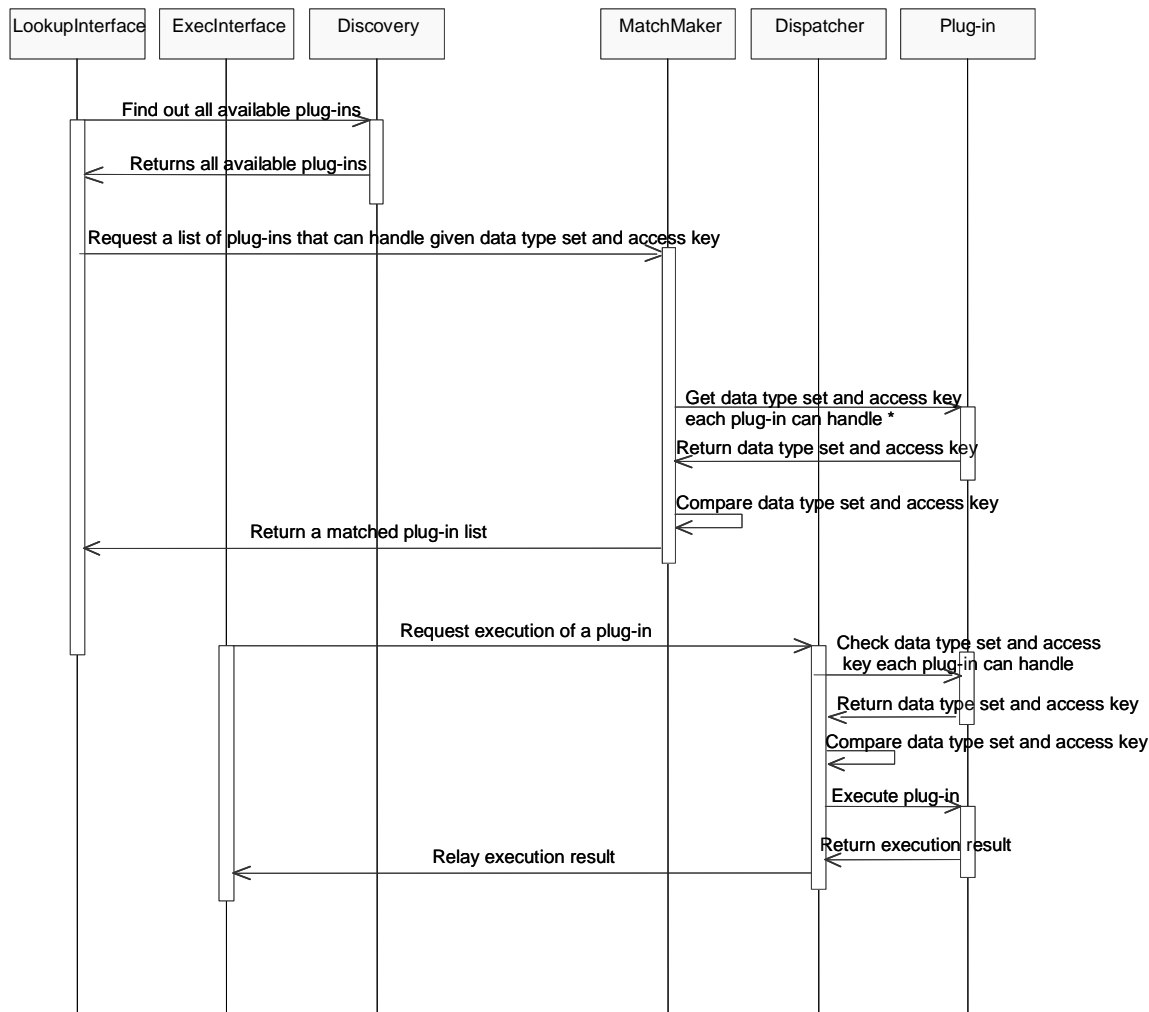 LookupInterface
ExecInterface
Discovery
MatchMaker
Dispatcher
Plug-in
Find out all available plug-ins
Returns all available plug-ins
Request a list of plug-ins that can handle given data type set and access key
Get data type set and access key
each plug-in can handle *
Return data type set and access key
Compare data type set and access key
Return a matched plug-in list
Request execution of a plug-in
Check data type set and access
key each plug-in can handle
Return data type set and access key
Compare data type set and access key
Execute plug-in
Return execution result
Relay execution result